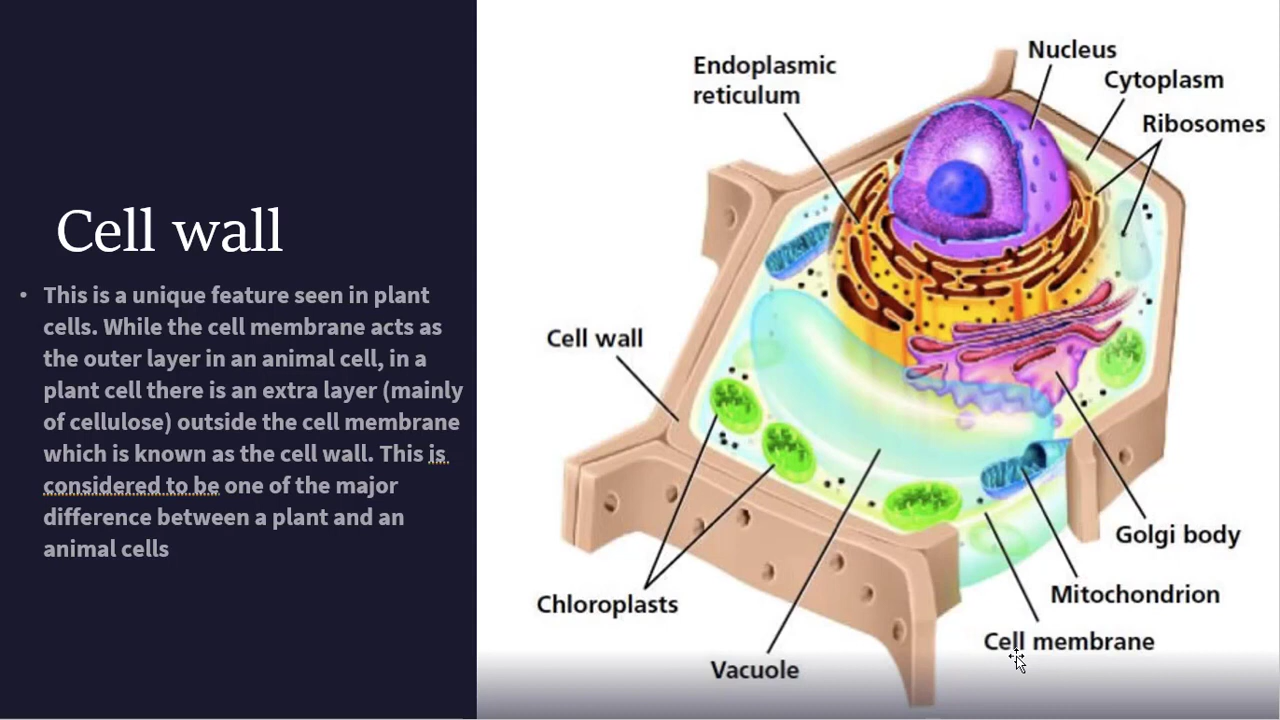 Cell wall
• This is a unique feature seen in plant
cells. While the cell membrane acts as
the outer layer in an animal cell, in a
plant cell there is an extra layer (mainly
of cellulose) outside the cell membrane
which is known as the cell wall. This is
considered to be one of the major
difference between a plant and an
animal cells
Nucleus
Endoplasmic
reticulum
Cytoplasm
Ribosomes
Cell wall
Golgi body
Chloroplasts
Mitochondrion
Cell membrane
Vacuole